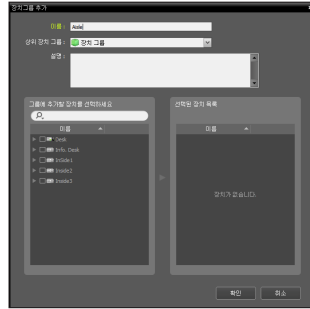 장치그룹 추가
이름 : Aisle
상위 장치 그룹 : 장치 그룹
설명 :
그룹에 추가할 장치를 선택하세요
선택된 장치 목록
이름
이름
Desk
Info. Desk
InSide1
Inside2
Inside3
장치가 없습니다.
확인
취소